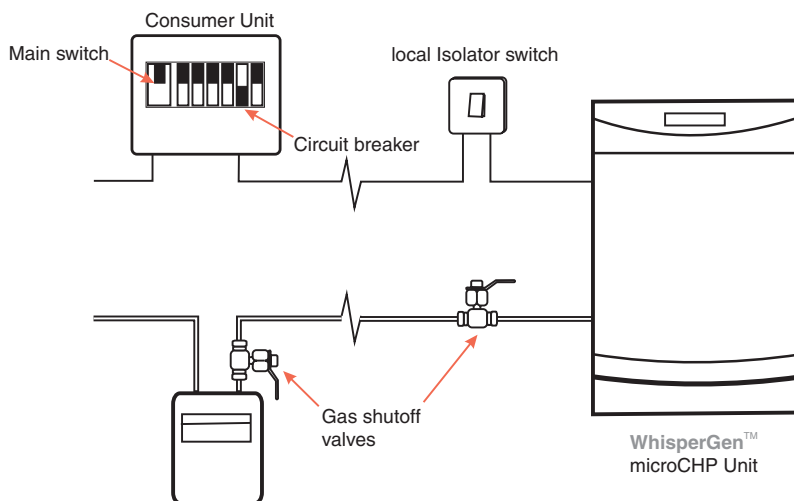 Consumer Unit
Main switch
local Isolator switch
Circuit breaker
Gas shutoff
valves
WhisperGen™
microCHP Unit